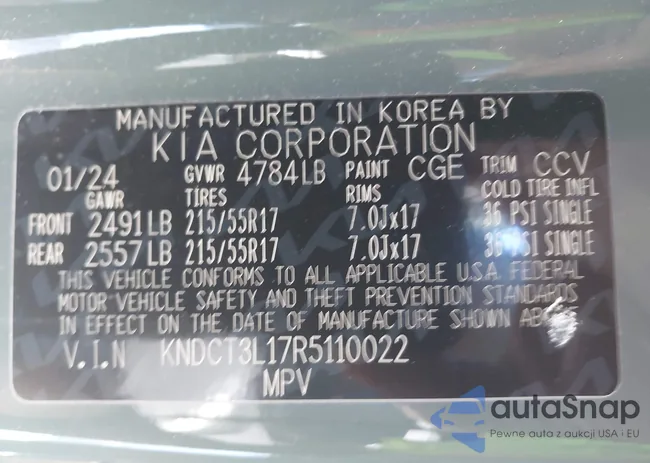 MANUFACTURED IN KOREA BY
KIA CORPORATION
01/24 GVWR 4784LB PAINT CGE TRIM CCV
GAWR TIRES RIMS COLD TIRE INFL
FRONT 2491LB 215/55R17 7.0Jx17 36 PSI SINGLE
REAR 2557LB 215/55R17 7.0Jx17 PSI SINGLE
THIS VEHICLE CONFORMS TO ALL APPLICABLE U.S.A. FEDERAL
MOTOR VEHICLE SAFETY AND THEFT PREVENTION STANDARDS
IN EFFECT ON THE DATE OF MANUFACTURE SHOWN ABOVE
V.I.N KNDCT3L17R5110022
MPV
autaSnap
Pewne auta z aukcji USA i EU